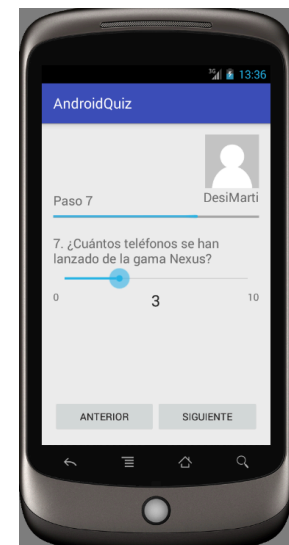 3G 13:36
AndroidQuiz
Paso 7
DesiMarti
7. ¿Cuántos teléfonos se han
lanzado de la gama Nexus?
0
3
10
ANTERIOR
SIGUIENTE